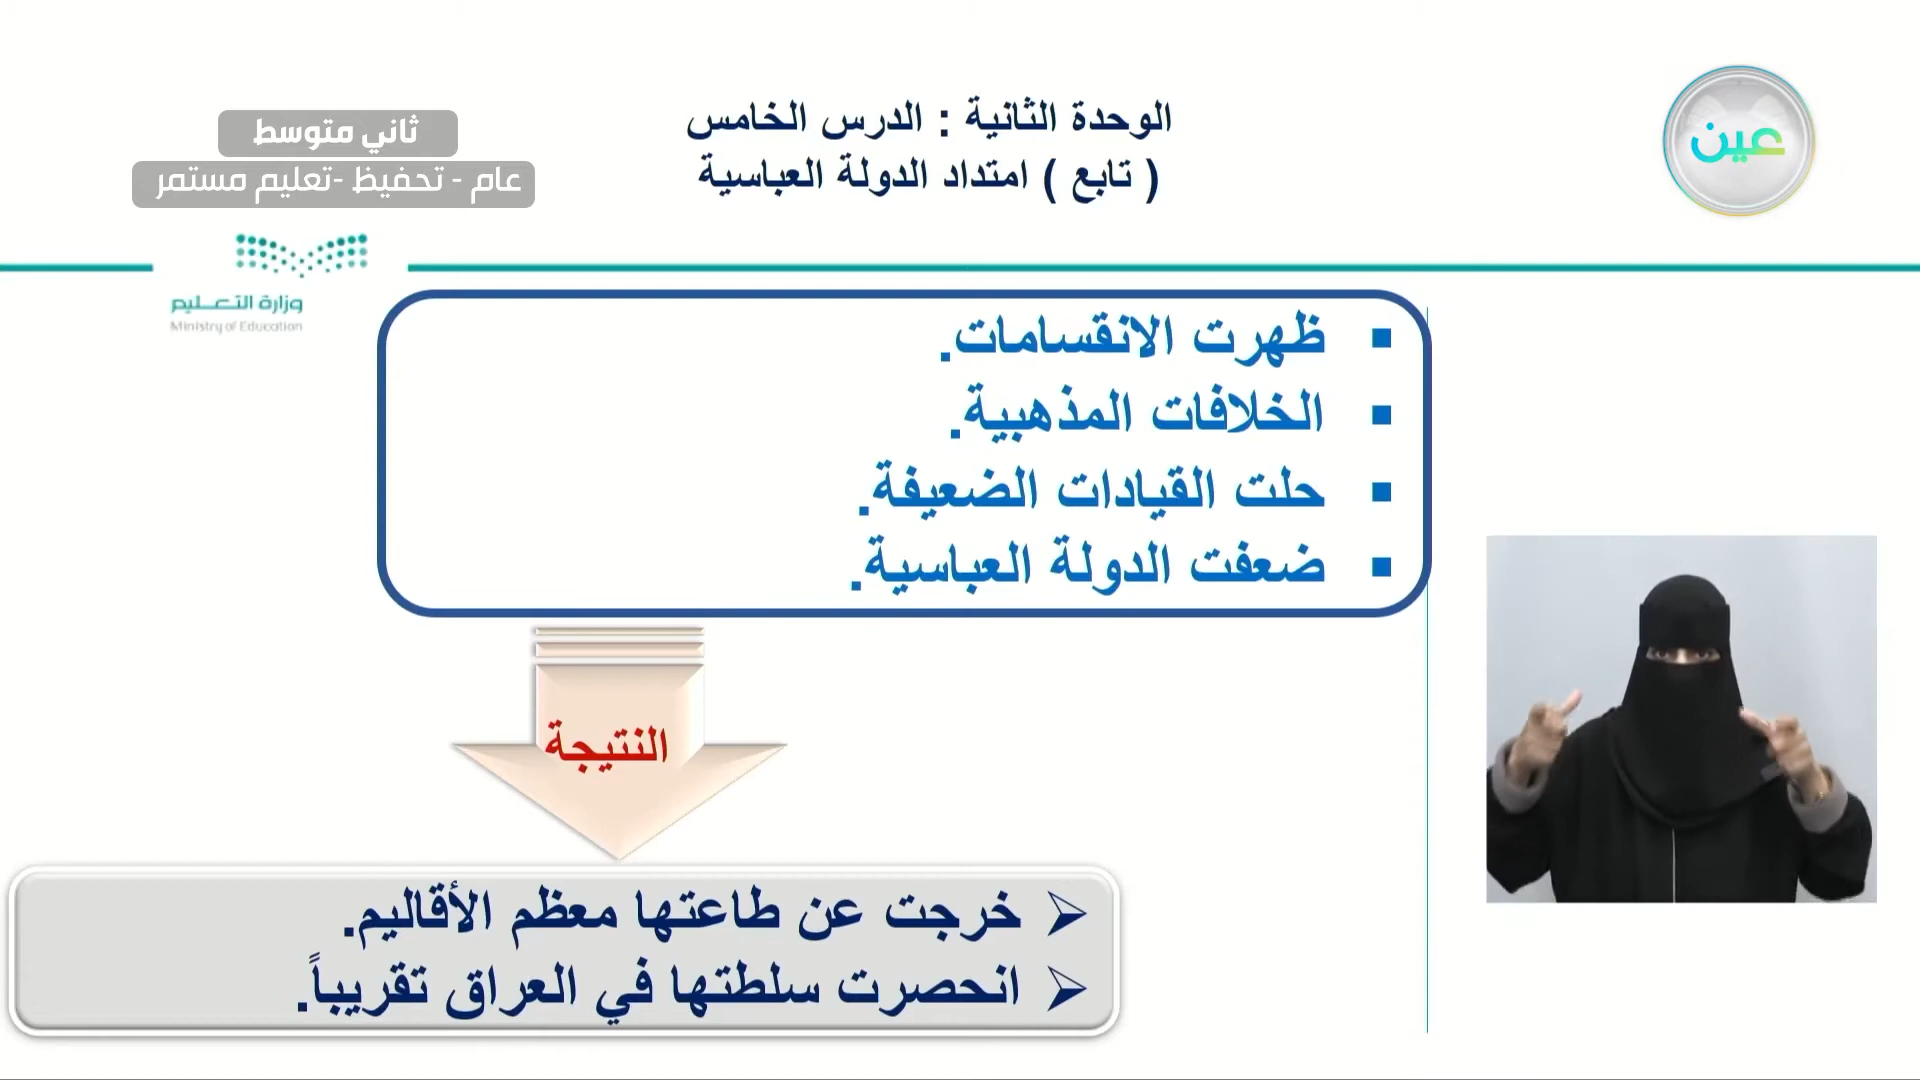 الوحدة الثانية : الدرس الخامس
( تابع ) امتداد الدولة العباسية
عين
ثاني متوسط
عام - تحفيظ -تعليم مستمر
وزارة التعـليم
Ministry of Education
ظهرت الانقسامات.
الخلافات المذهبية.
حلت القيادات الضعيفة.
ضعفت الدولة العباسية.
النتيجة
خرجت عن طاعتها معظم الأقاليم.
انحصرت سلطتها في العراق تقريباً.